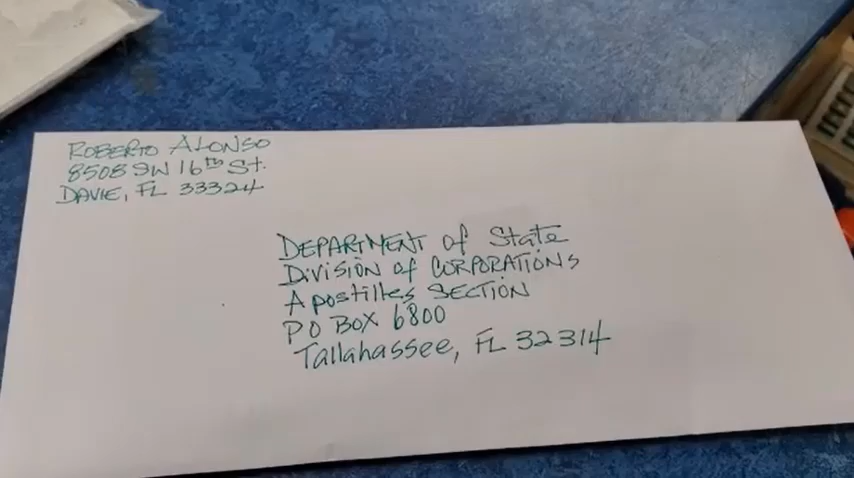 ROBERTO ALONSO
8508 SW 16th St.
DAVIE, FL 33324
DEPARTMENT of State
Division of CORPORATIONS
Apostilles SECTION
PO BOX 6800
Tallahassee, FL 32314